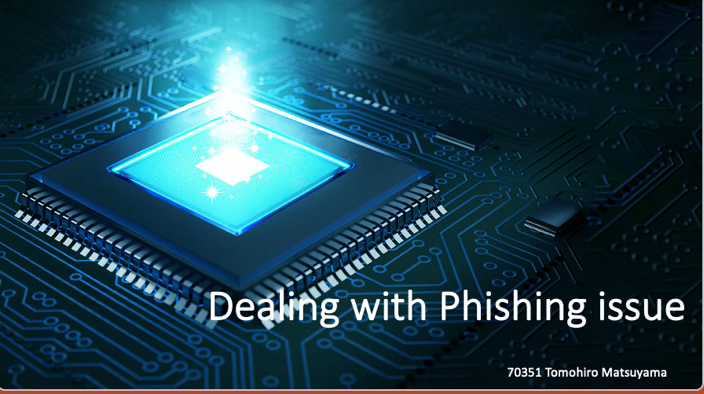 Dealing with Phishing issue
70351 Tomohiro Matsuyama